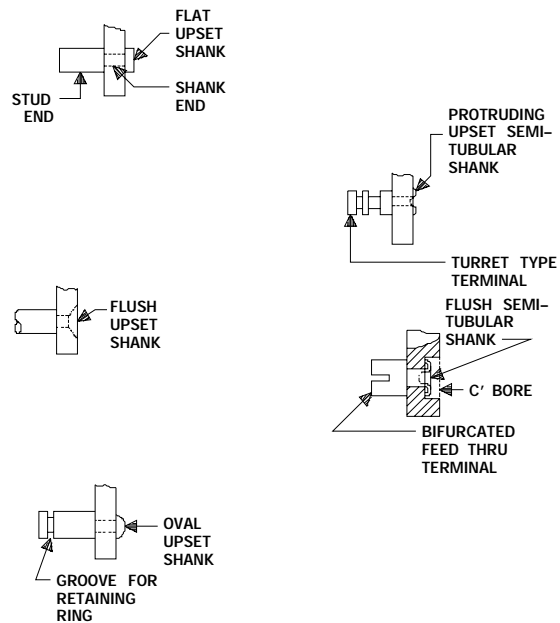 FLAT
UPSET
SHANK
STUD
END
SHANK
END
PROTRUDING
UPSET SEMI-
TUBULAR
SHANK
TURRET TYPE
TERMINAL
FLUSH
UPSET
SHANK
FLUSH SEMI-
TUBULAR
SHANK
C' BORE
BIFURCATED
FEED THRU
TERMINAL
OVAL
UPSET
SHANK
GROOVE FOR
RETAINING
RING